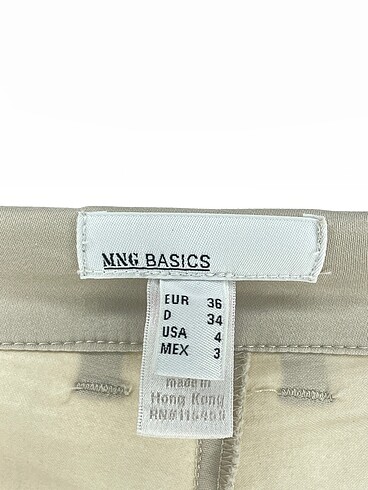 MNG BASICS
EUR 36
D 34
USA 4
MEX 3
made in
Hong Kong